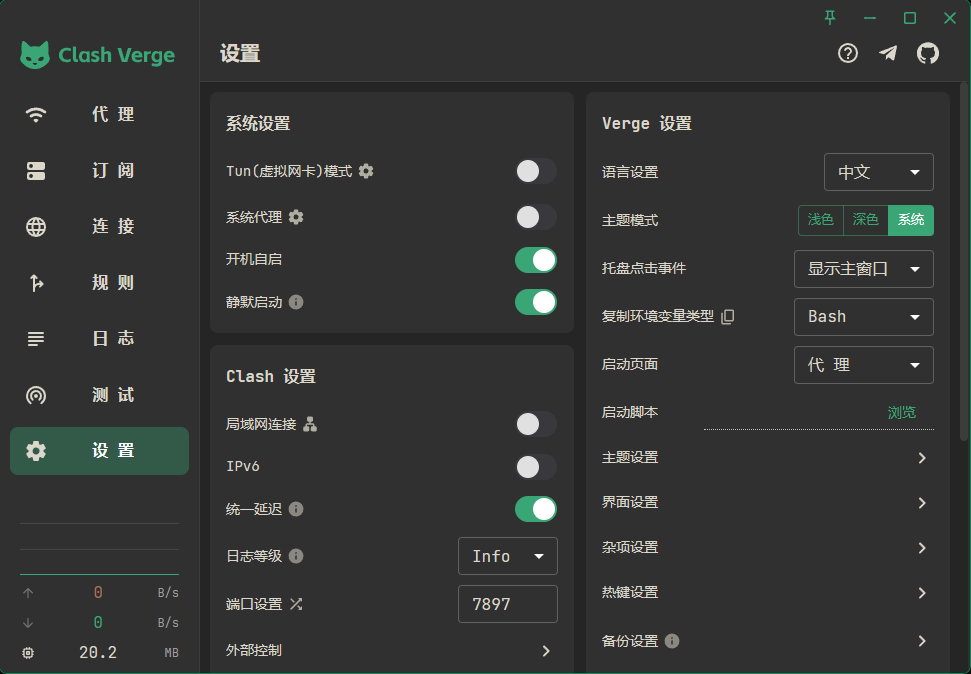 Clash Verge
代 理
订 阅
连 接
规 则
日 志
测 试
设 置
0 B/s
0 B/s
20.2 MB
设置
系统设置
Tun(虚拟网卡)模式
系统代理
开机自启
静默启动
Clash 设置
局域网连接
IPv6
统一延迟
日志等级 Info
端口设置 7897
外部控制
Verge 设置
语言设置 中文
主题模式 浅色 深色 系统
托盘点击事件 显示主窗口
复制环境变量类型 Bash
启动页面 代 理
启动脚本 浏览
主题设置
界面设置
杂项设置
热键设置
备份设置